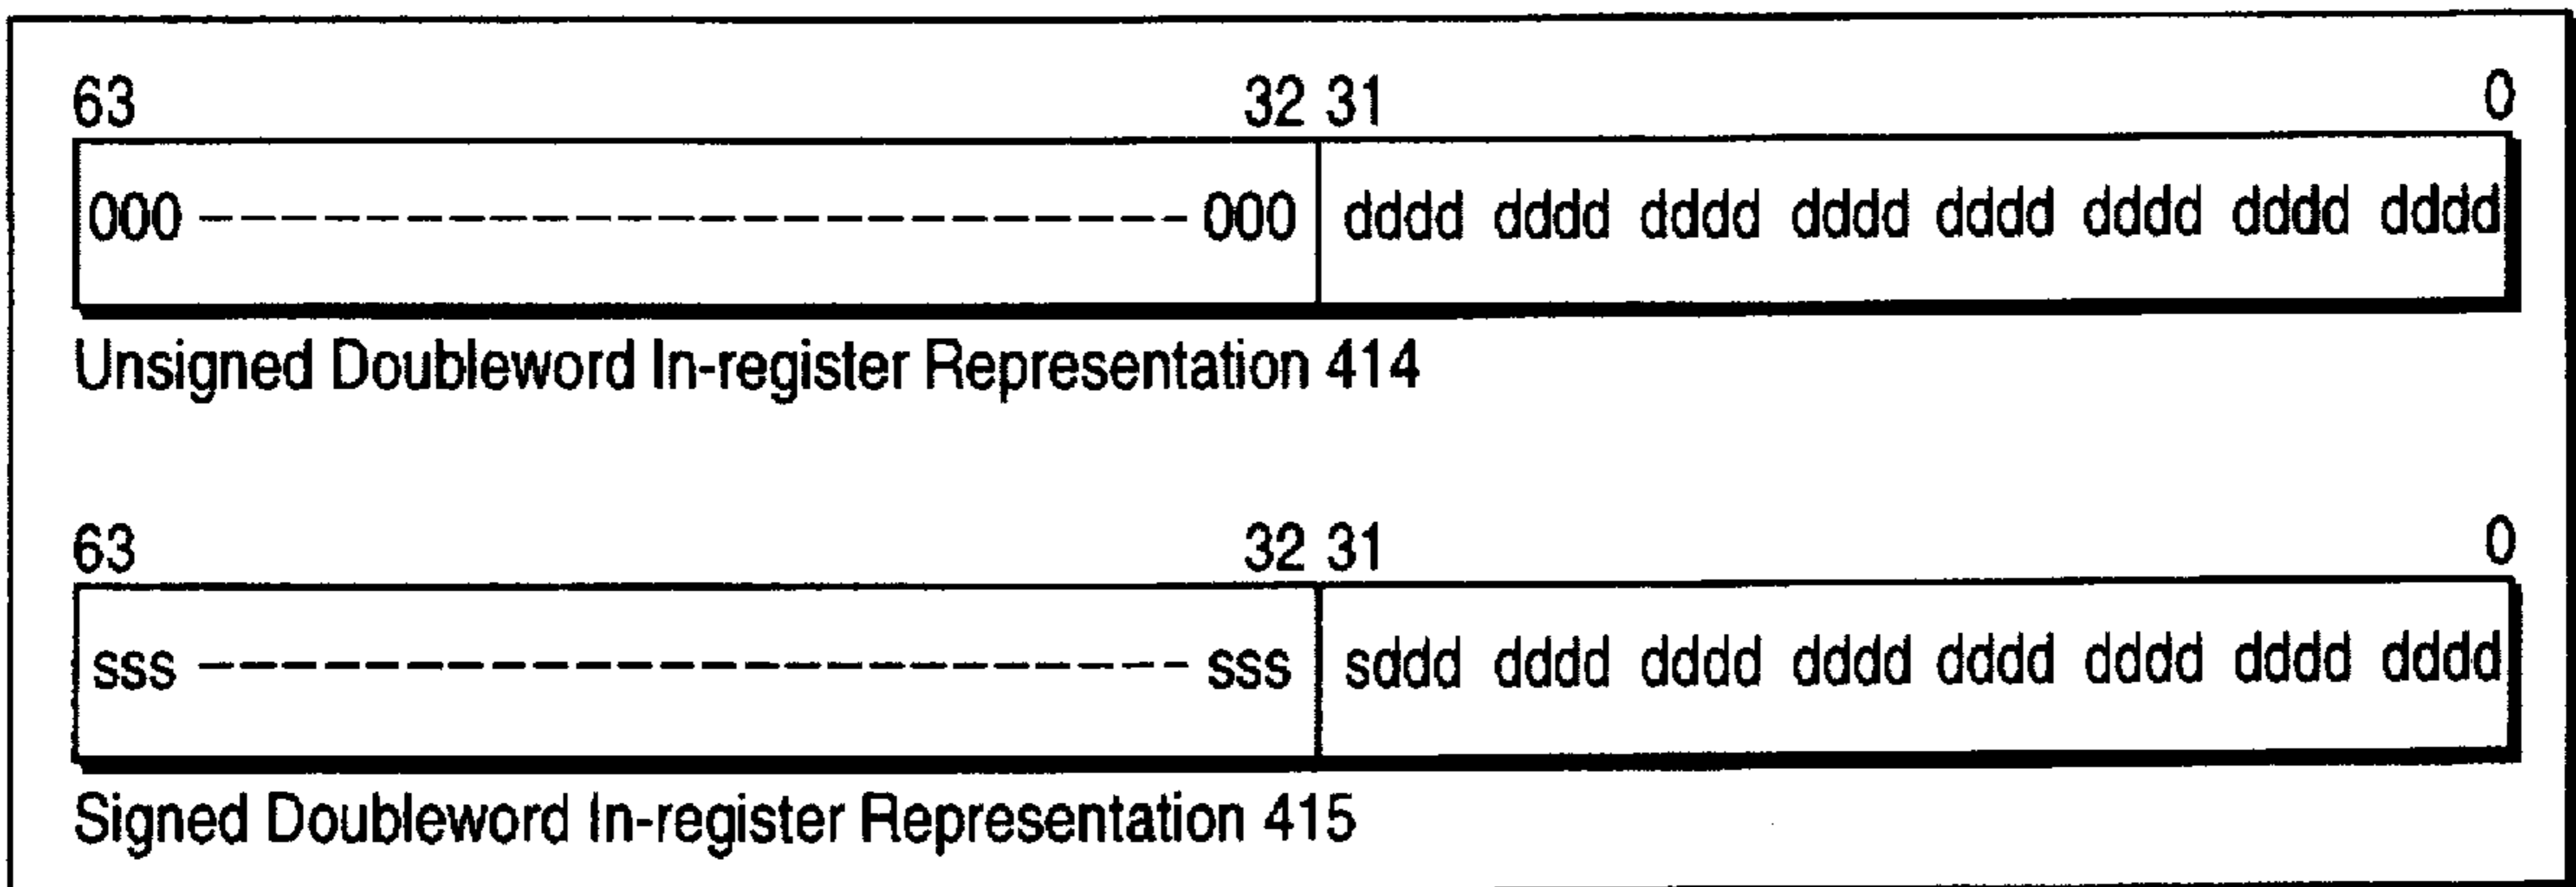 63 32 31 0
000 ------------------------ 000 dddd dddd dddd dddd dddd dddd dddd dddd
Unsigned Doubleword In-register Representation 414
63 32 31 0
sss ------------------------ sss sddd dddd dddd dddd dddd dddd dddd dddd
Signed Doubleword In-register Representation 415